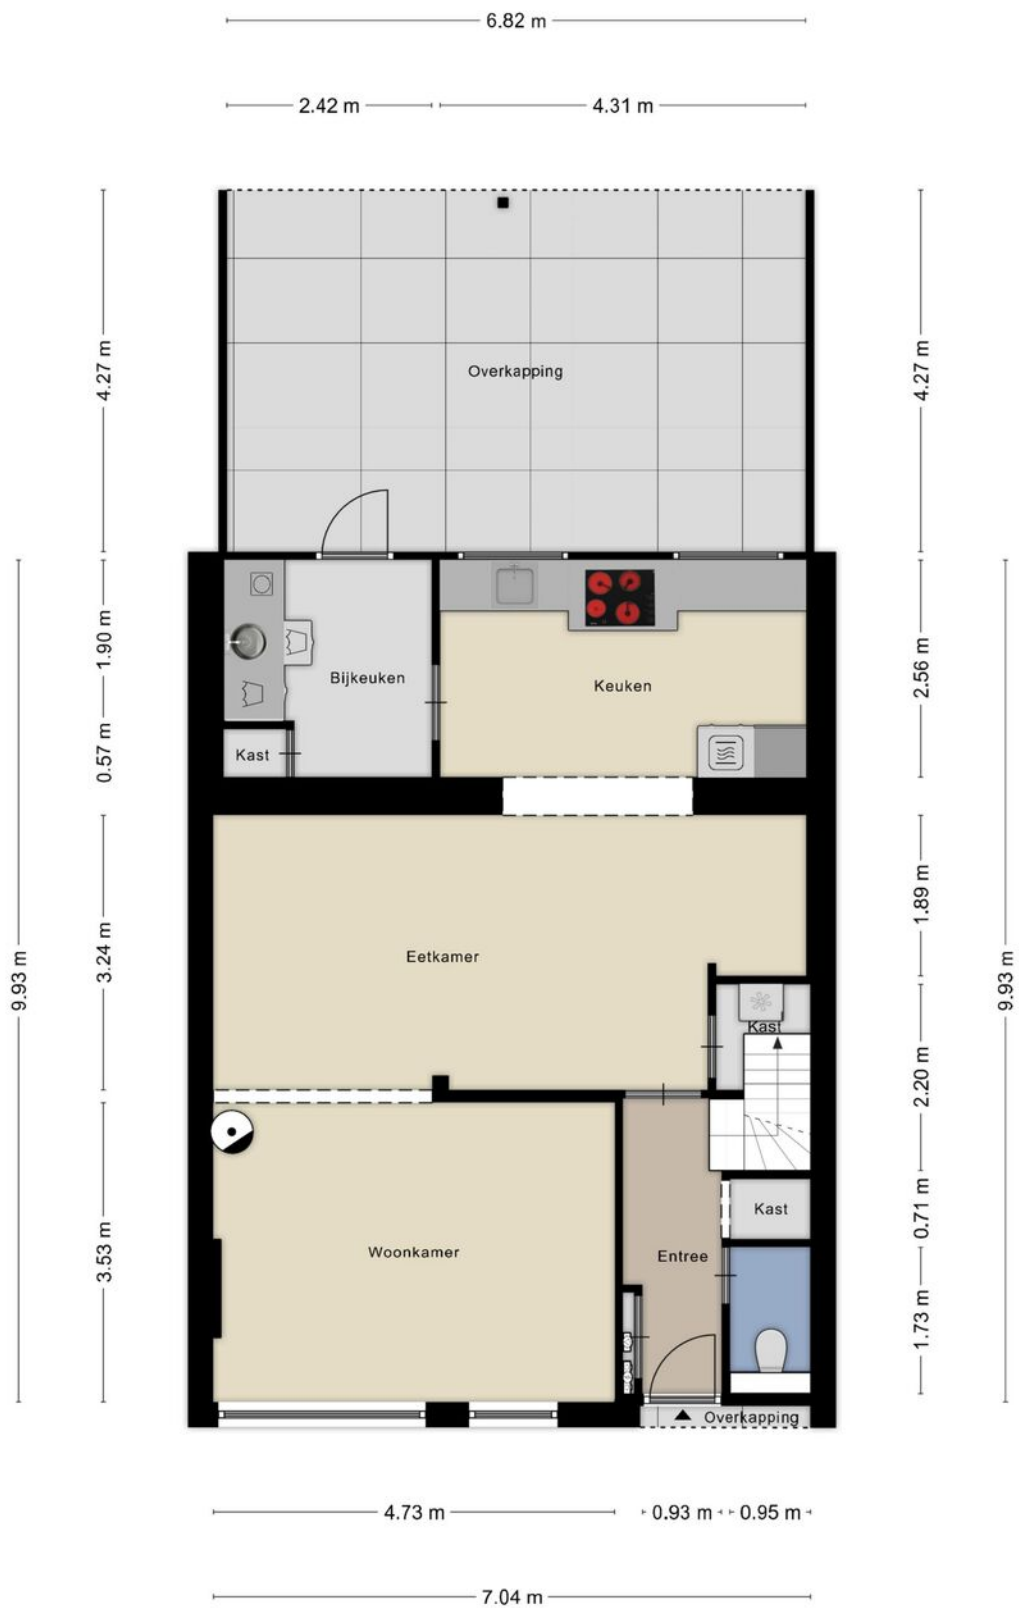 6.82 m
2.42 m
4.31 m
4.27 m
4.27 m
Overkapping
1.90 m
2.56 m
Bijkeuken
Keuken
0.57 m
Kast
9.93 m
3.24 m
1.89 m
9.93 m
Eetkamer
Kast
2.20 m
3.53 m
0.71 m
Kast
Woonkamer
Entree
1.73 m
Overkapping
4.73 m
0.93 m
0.95 m
7.04 m